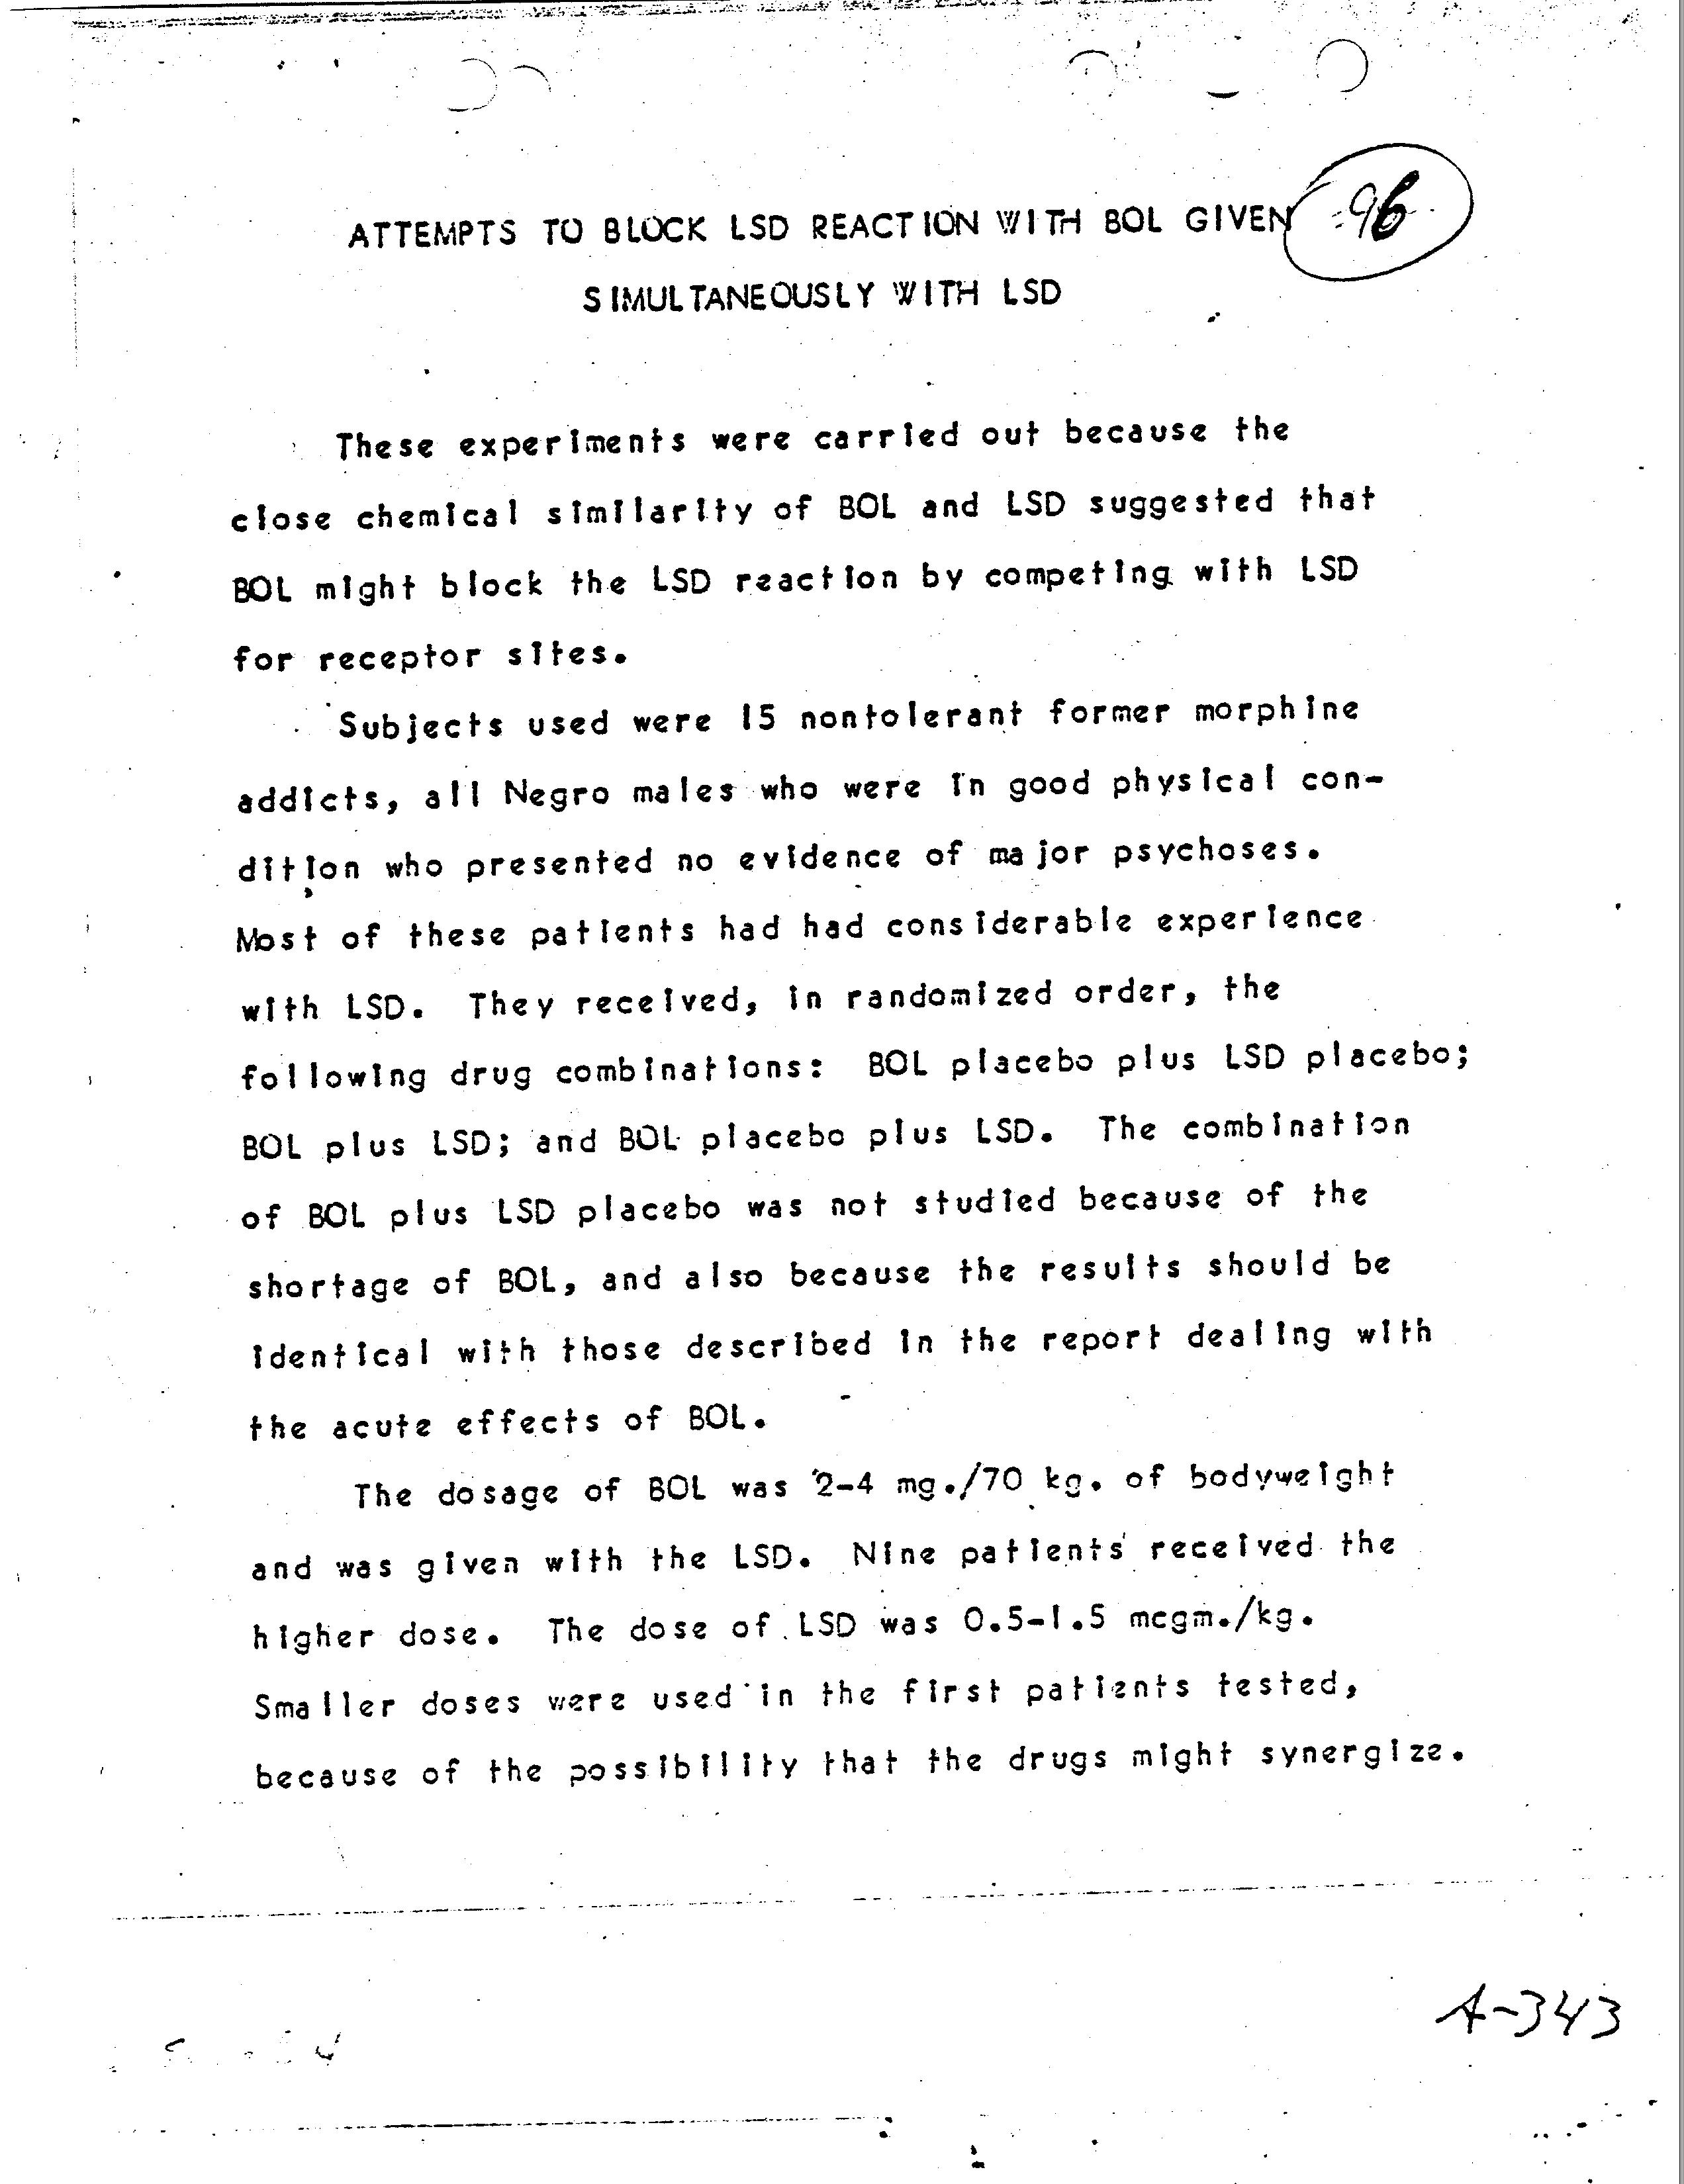 96
ATTEMPTS TO BLOCK LSD REACTION WITH BOL GIVEN
SIMULTANEOUSLY WITH LSD
These experiments were carried out because the
close chemical similarity of BOL and LSD suggested that
BOL might block the LSD reaction by competing with LSD
for receptor sites.
Subjects used were 15 nontolerant former morphine
addicts, all Negro males who were in good physical con-
dition who presented no evidence of major psychoses.
Most of these patients had had considerable experience
with LSD. They received, in randomized order, the
following drug combinations: BOL placebo plus LSD placebo;
BOL plus LSD; and BOL placebo plus LSD. The combination
of BOL plus LSD placebo was not studied because of the
shortage of BOL, and also because the results should be
identical with those described in the report dealing with
the acute effects of BOL.
The dosage of BOL was 2-4 mg./70 kg. of bodyweight
and was given with the LSD. Nine patients received the
higher dose. The dose of LSD was 0.5-1.5 mcgm./kg.
Smaller doses were used in the first patients tested,
because of the possibility that the drugs might synergize.
A-343